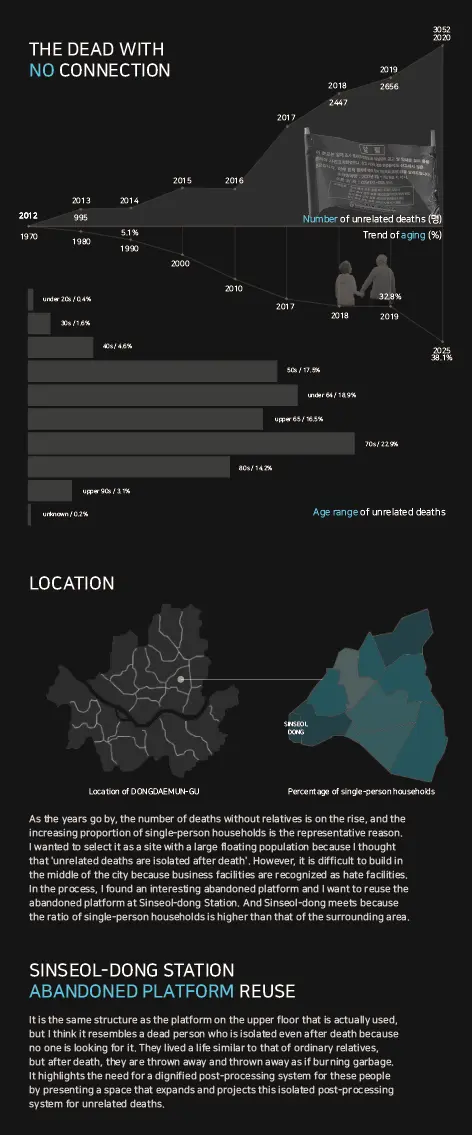 THE DEAD WITH
NO CONNECTION
3052
2020
2019
2656
2018
2447
2017
2016
2015
2014
2013
995
2012
Number of unrelated deaths (명)
Trend of aging (%)
1970
1980
5.1%
1990
2000
2010
2017
2018
32.8%
2019
2025
38.1%
under 20s / 0.4%
30s / 1.6%
40s / 4.6%
50s / 17.5%
under 64 / 18.9%
upper 65 / 16.5%
70s / 22.9%
80s / 14.2%
upper 90s / 3.1%
unknown / 0.2%
Age range of unrelated deaths
LOCATION
SINSEOL
DONG
Location of DONGDAEMUN-GU
Percentage of single-person households
As the years go by, the number of deaths without relatives is on the rise, and the
increasing proportion of single-person households is the representative reason.
I wanted to select it as a site with a large floating population because I thought
that 'unrelated deaths are isolated after death'. However, it is difficult to build in
the middle of the city because business facilities are recognized as hate facilities.
In the process, I found an interesting abandoned platform and I want to reuse the
abandoned platform at Sinseol-dong Station. And Sinseol-dong meets because
the ratio of single-person households is higher than that of the surrounding area.
SINSEOL-DONG STATION
ABANDONED PLATFORM REUSE
It is the same structure as the platform on the upper floor that is actually used,
but I think it resembles a dead person who is isolated even after death because
no one is looking for it. They lived a life similar to that of ordinary relatives,
but after death, they are thrown away and thrown away as if burning garbage.
It highlights the need for a dignified post-processing system for these people
by presenting a space that expands and projects this isolated post-processing
system for unrelated deaths.